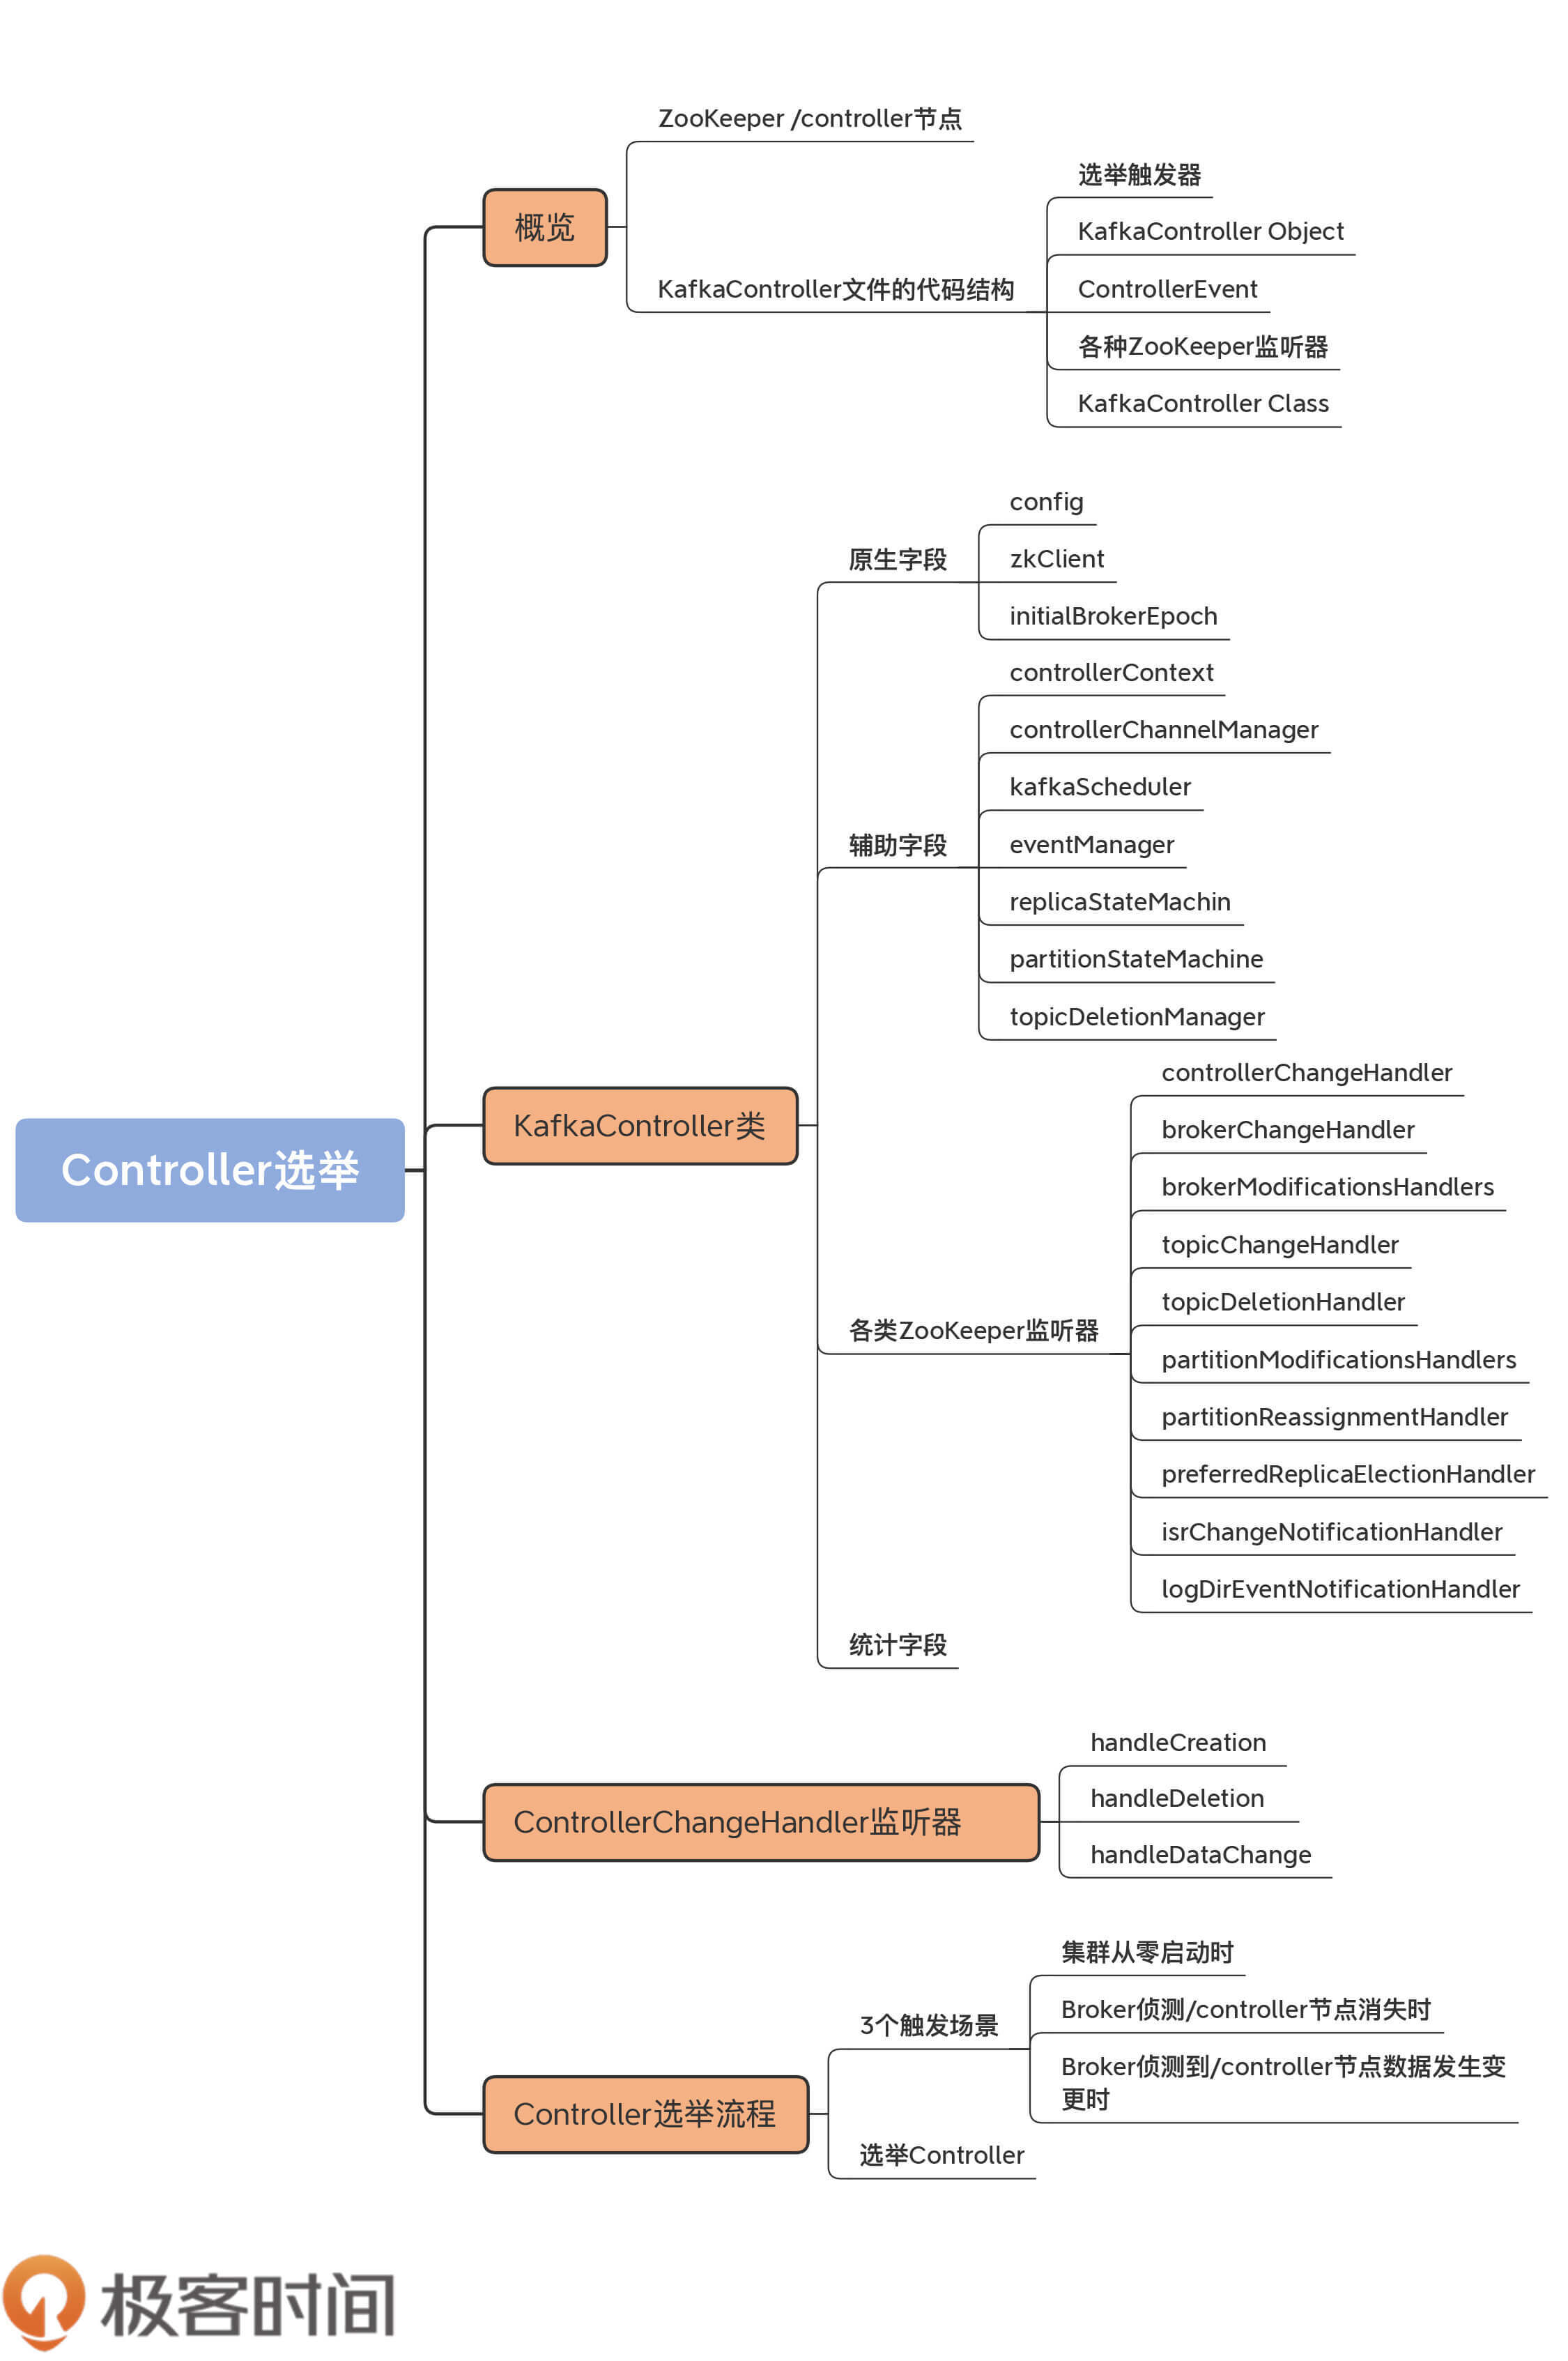 Controller选举
概览
ZooKeeper /controller节点
KafkaController文件的代码结构
选举触发器
KafkaController Object
ControllerEvent
各种ZooKeeper监听器
KafkaController Class
KafkaController类
原生字段
config
zkClient
initialBrokerEpoch
辅助字段
controllerContext
controllerChannelManager
kafkaScheduler
eventManager
replicaStateMachin
partitionStateMachine
topicDeletionManager
各类ZooKeeper监听器
controllerChangeHandler
brokerChangeHandler
brokerModificationsHandlers
topicChangeHandler
topicDeletionHandler
partitionModificationsHandlers
partitionReassignmentHandler
preferredReplicaElectionHandler
isrChangeNotificationHandler
logDirEventNotificationHandler
统计字段
ControllerChangeHandler监听器
handleCreation
handleDeletion
handleDataChange
Controller选举流程
3个触发场景
集群从零启动时
Broker侦测/controller节点消失时
Broker侦测到/controller节点数据发生变
更时
选举Controller
极客时间